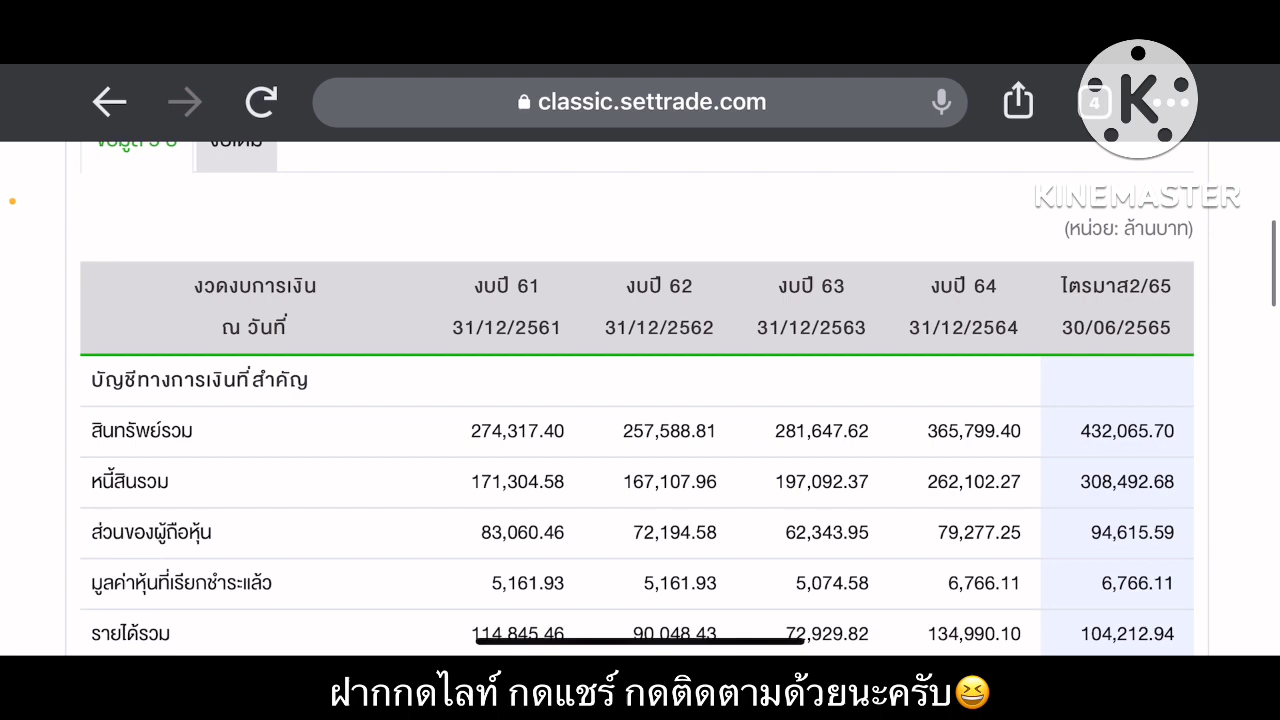 classic.settrade.com
4
K
KINEMASTER
(หน่วย: ล้านบาท)
งวดงบการเงิน งบปี 61 งบปี 62 งบปี 63 งบปี 64 ไตรมาส2/65
ณ วันที่ 31/12/2561 31/12/2562 31/12/2563 31/12/2564 30/06/2565
บัญชีทางการเงินที่สำคัญ
สินทรัพย์รวม 274,317.40 257,588.81 281,647.62 365,799.40 432,065.70
หนี้สินรวม 171,304.58 167,107.96 197,092.37 262,102.27 308,492.68
ส่วนของผู้ถือหุ้น 83,060.46 72,194.58 62,343.95 79,277.25 94,615.59
มูลค่าหุ้นที่เรียกชำระแล้ว 5,161.93 5,161.93 5,074.58 6,766.11 6,766.11
รายได้รวม 114,845.46 90,048.43 72,929.82 134,990.10 104,212.94
ฝากกดไลท์ กดแชร์ กดติดตามด้วยนะครับ😆